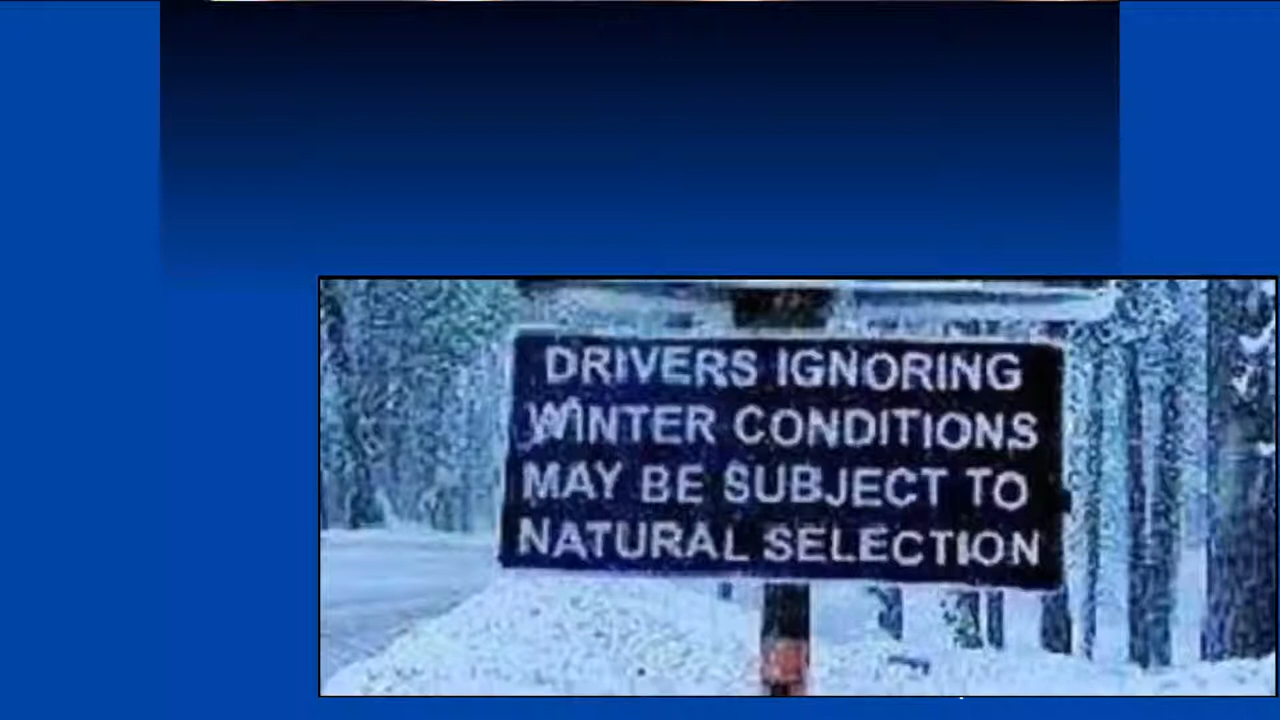 DRIVERS IGNORING
WINTER CONDITIONS
MAY BE SUBJECT TO
NATURAL SELECTION